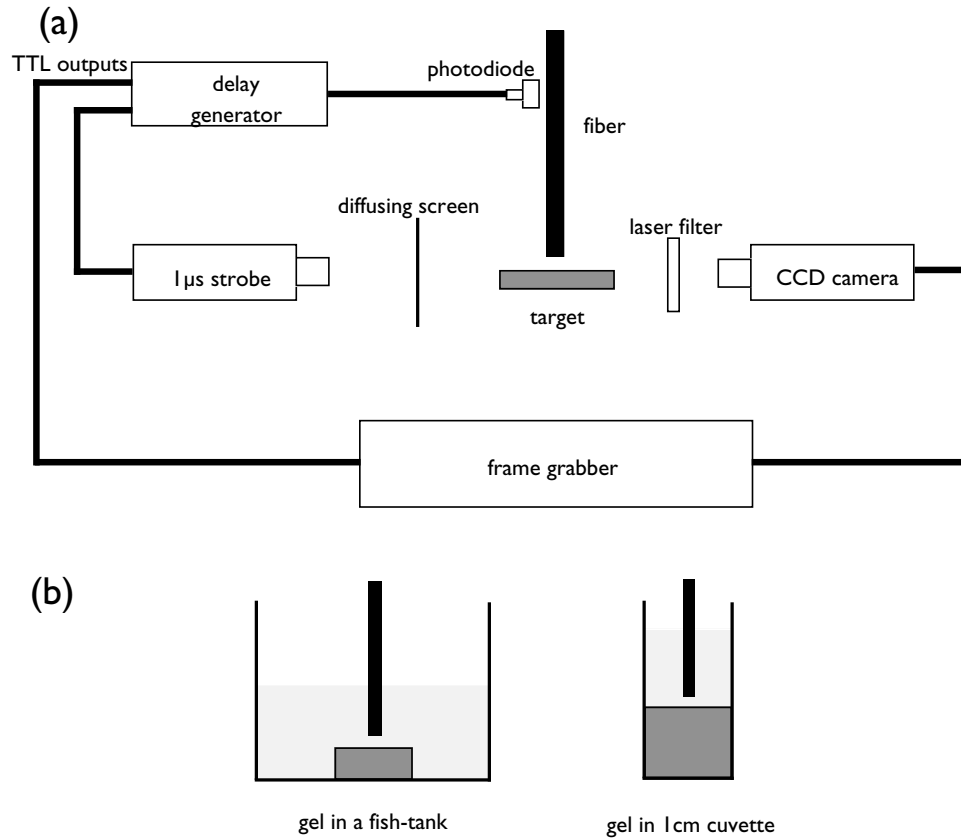 (a)
TTL outputs
delay
generator
photodiode
fiber
diffusing screen
laser filter
1µs strobe
CCD camera
target
frame grabber
(b)
gel in a fish-tank
gel in 1cm cuvette